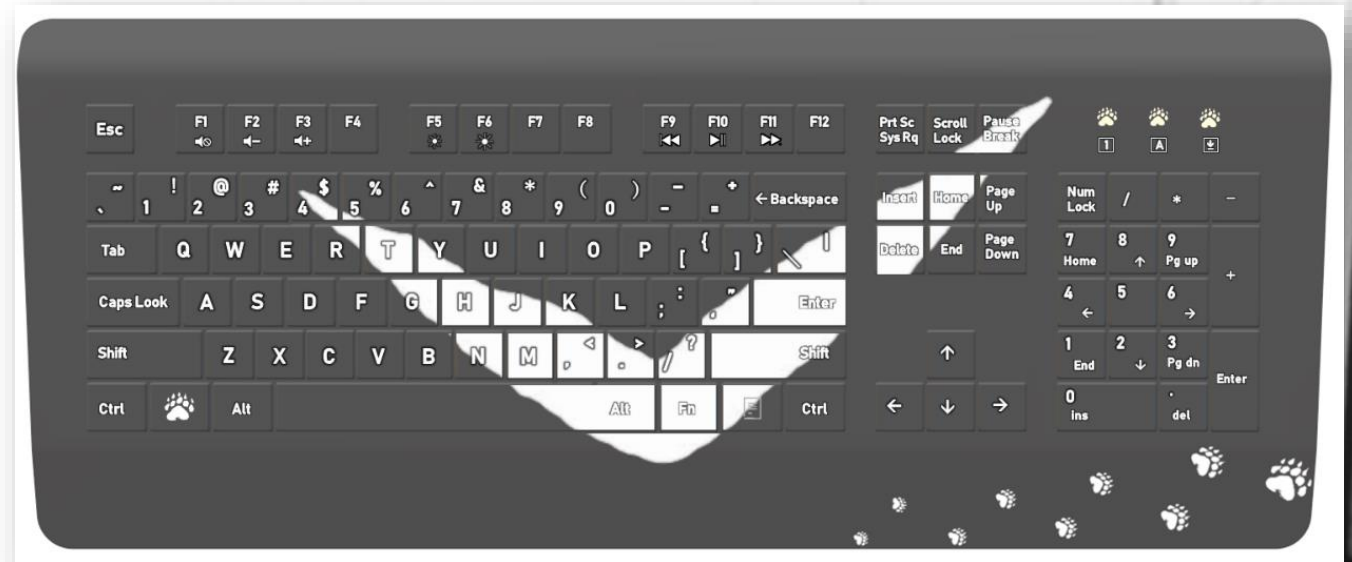 Esc F1 F2 F3 F4 F5 F6 F7 F8 F9 F10 F11 F12 Prt Sc Sys Rq Scroll Lock Pause Break 1 A
~ ` ! 1 @ 2 # 3 $ 4 % 5 ^ 6 & 7 * 8 ( 9 ) 0 - - + = ← Backspace Insert Home Page Up Num Lock / * -
Tab Q W E R T Y U I O P { [ } ] | \ Delete End Page Down 7 Home 8 ↑ 9 Pg up +
Caps Look A S D F G H J K L : ; " , Enter 4 ← 5 6 →
Shift Z X C V B N M < , > . ? / Shift ↑ 1 End 2 ↓ 3 Pg dn Enter
Ctrl Alt Alt Fn Ctrl ← ↓ → 0 ins . del